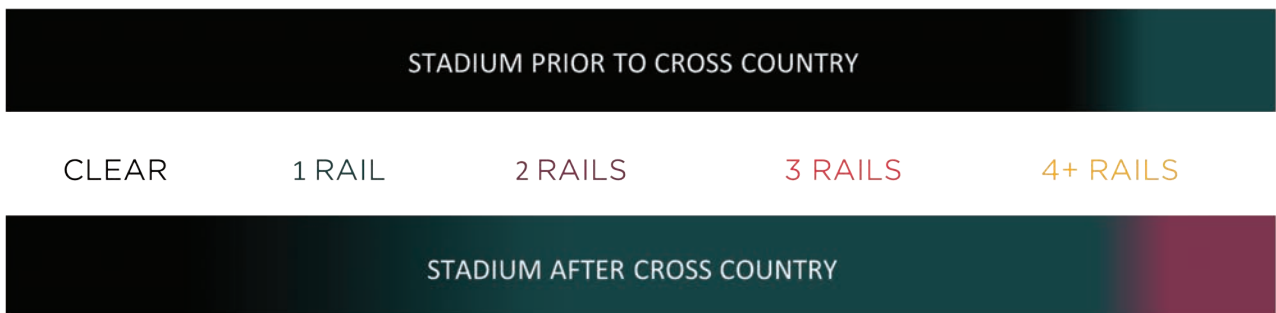 STADIUM PRIOR TO CROSS COUNTRY
CLEAR 1 RAIL 2 RAILS 3 RAILS 4+ RAILS
STADIUM AFTER CROSS COUNTRY